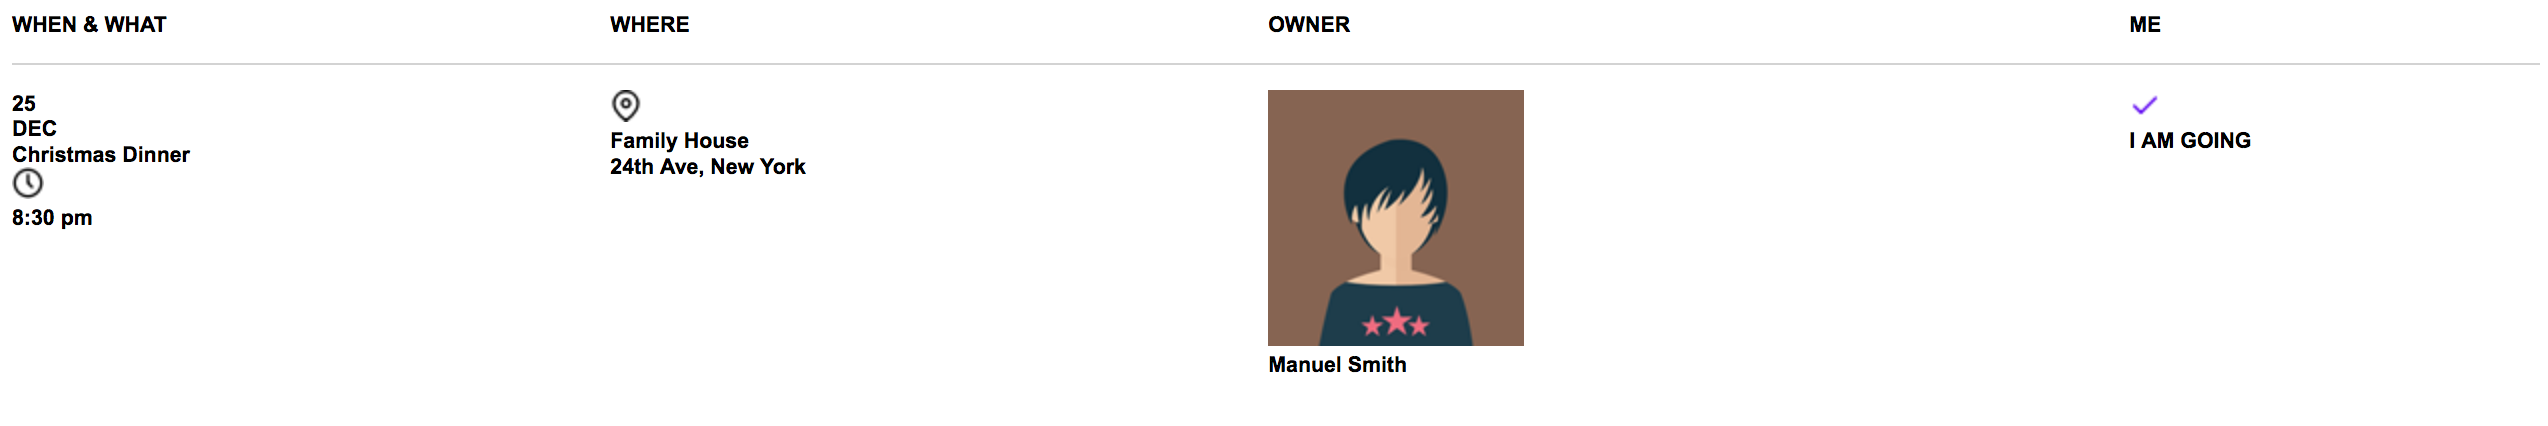 WHEN & WHAT
WHERE
OWNER
ME
25
DEC
Christmas Dinner
8:30 pm
Family House
24th Ave, New York
Manuel Smith
I AM GOING